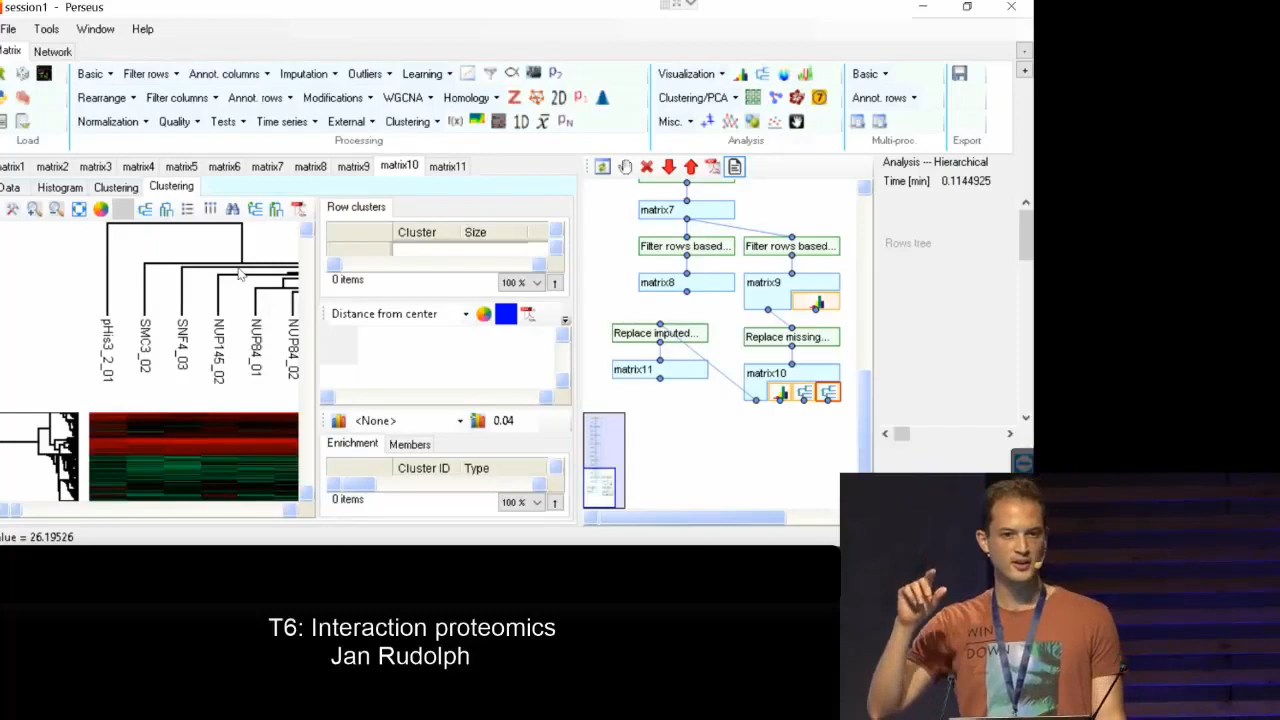 session1 - Perseus
File Tools Window Help
Matrix Network
Basic Filter rows Annot. columns Imputation Outliers Learning
Visualization
Basic
Rearrange Filter columns Annot. rows Modifications WGCNA Homology 2D
Clustering/PCA
Annot. rows
Normalization Quality Tests Time series External Clustering f(x) 1D
Misc.
Load Processing Analysis Multi-proc. Export
matrix1 matrix2 matrix3 matrix4 matrix5 matrix6 matrix7 matrix8 matrix9 matrix10 matrix11
Data Histogram Clustering Clustering
Row clusters
Cluster Size
0 items 100 %
Distance from center
<None> 0.04
Enrichment Members
Cluster ID Type
0 items 100 %
pHis3_2_01
SMC3_02
SNF4_03
NUP145_02
NUP84_01
NUP84_02
value = 26.19526
matrix7
Filter rows based... Filter rows based...
matrix8 matrix9
Replace imputed... Replace missing...
matrix11 matrix10
Analysis --- Hierarchical
Time [min] 0.1144925
Rows tree
T6: Interaction proteomics
Jan Rudolph
WIND
DOWN